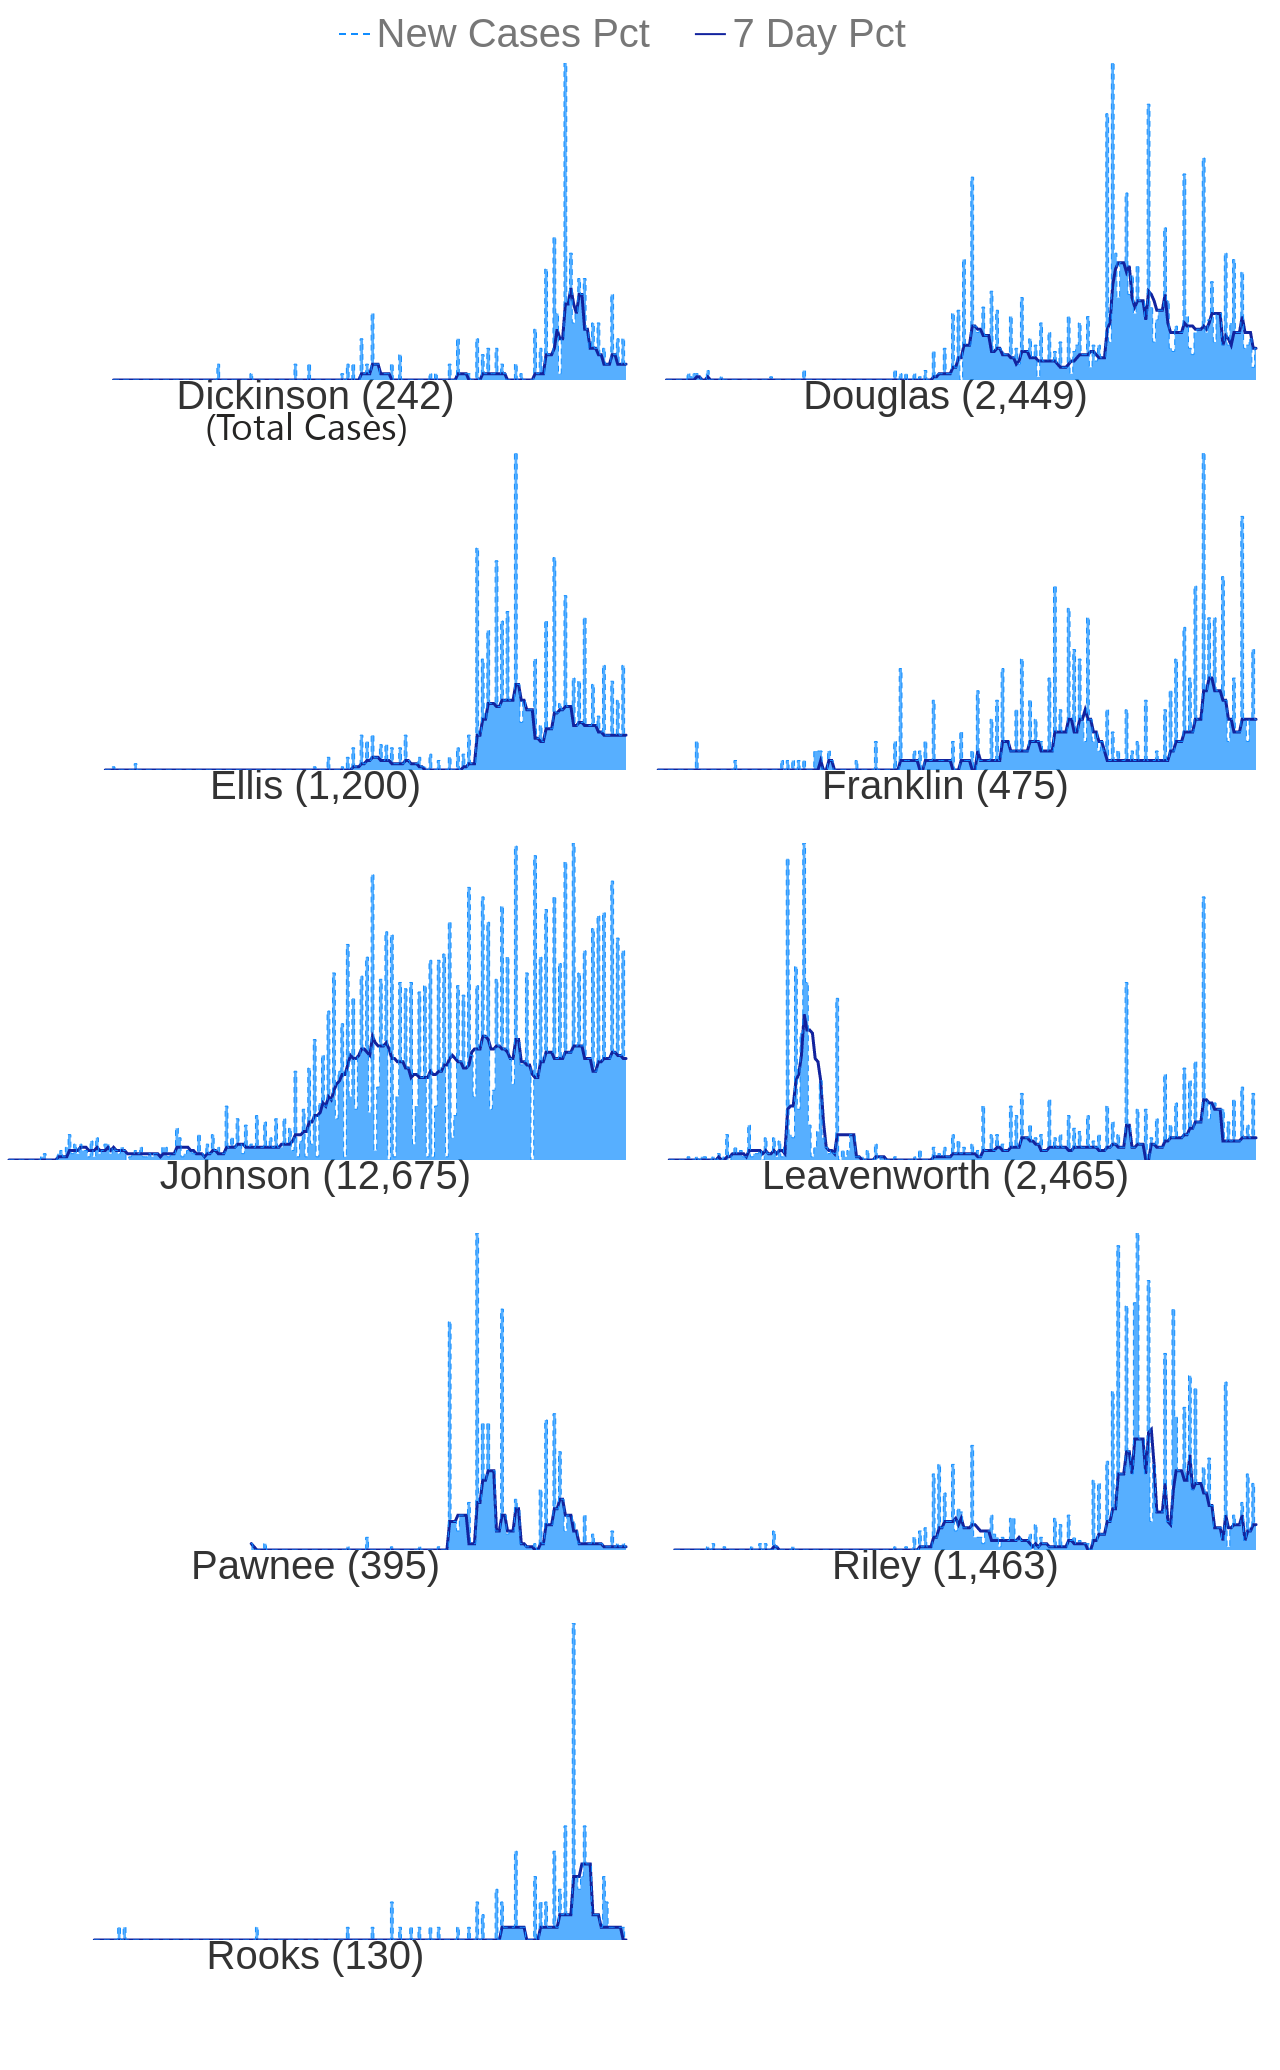 New Cases Pct 7 Day Pct
Dickinson (242) Douglas (2,449)
(Total Cases)
Ellis (1,200) Franklin (475)
Johnson (12,675) Leavenworth (2,465)
Pawnee (395) Riley (1,463)
Rooks (130)